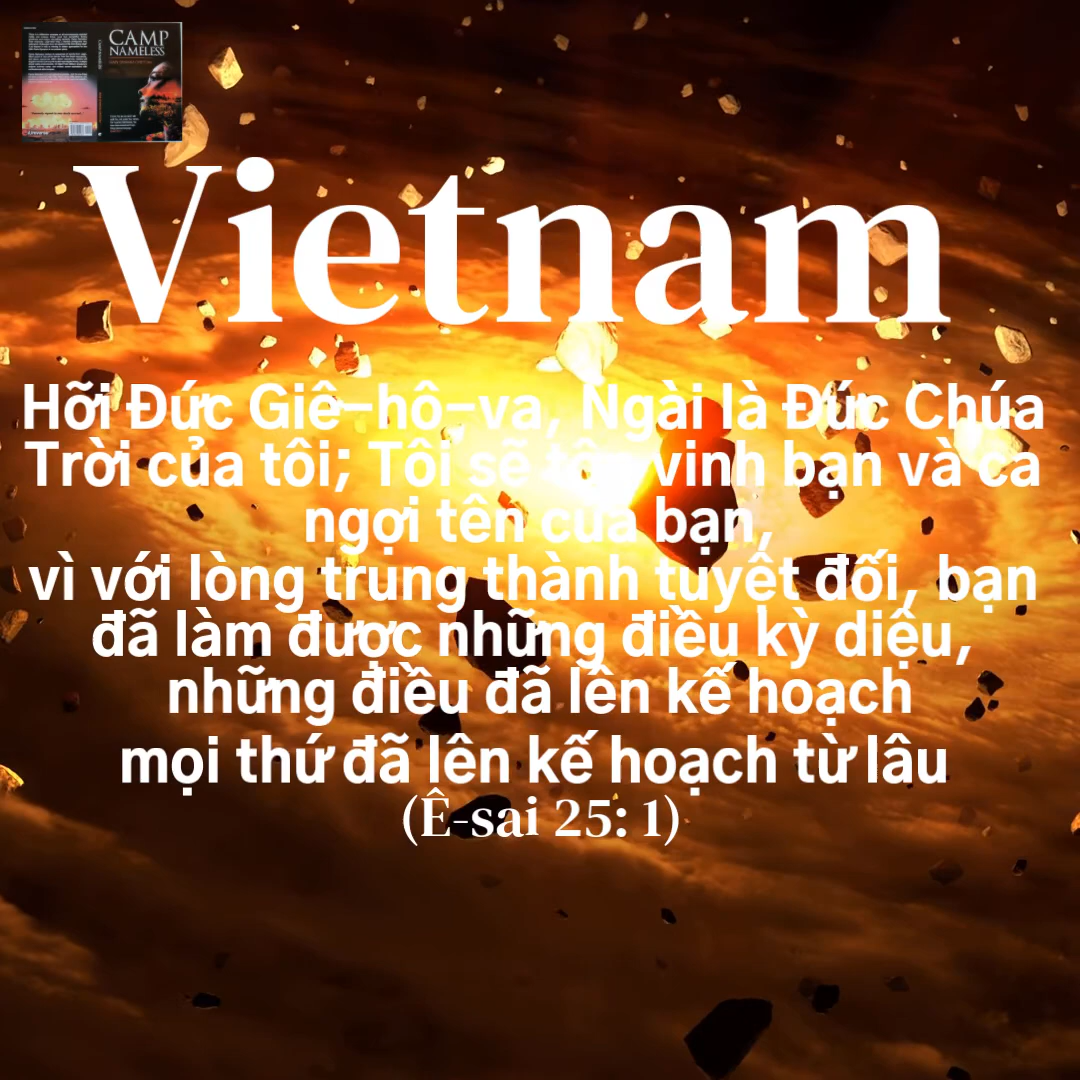 CAMP
NAMELESS
Vietnam
Hỡi Đức Giê-hô-va, Ngài là Đức Chúa
Trời của tôi; Tôi sẽ tôn vinh bạn và ca
ngợi tên của bạn,
vì với lòng trung thành tuyệt đối, bạn
đã làm được những điều kỳ diệu,
những điều đã lên kế hoạch
mọi thứ đã lên kế hoạch từ lâu
(Ê-sai 25: 1)